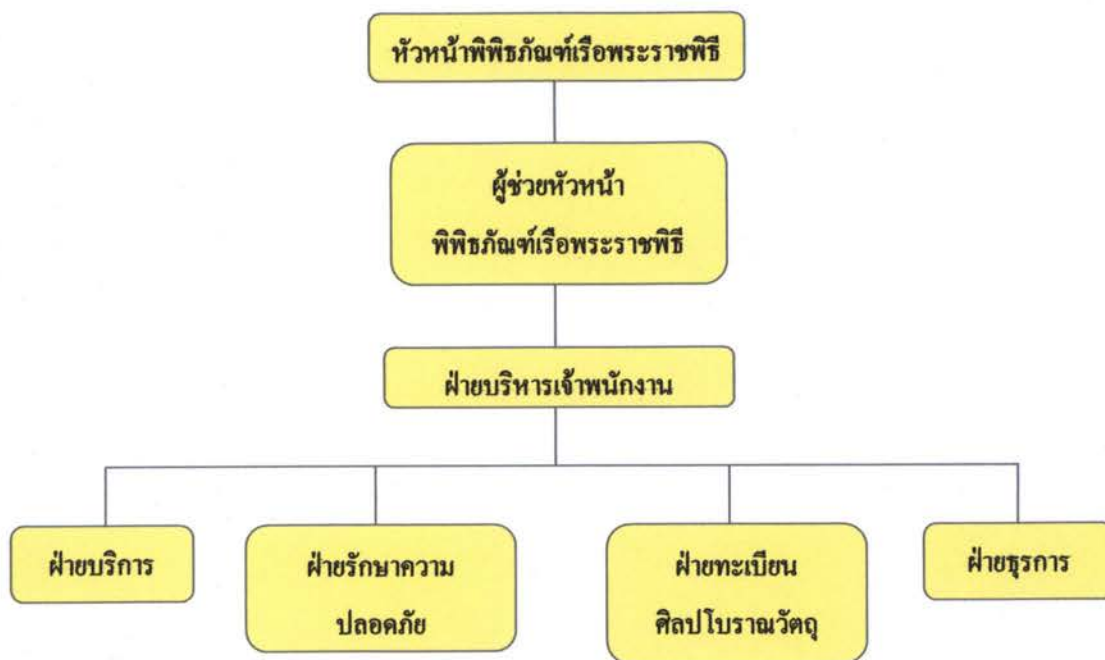 หัวหน้าพิพิธภัณฑ์เรือพระราชพิธี
ผู้ช่วยหัวหน้า
พิพิธภัณฑ์เรือพระราชพิธี
ฝ่ายบริหารเจ้าพนักงาน
ฝ่ายบริการ
ฝ่ายรักษาความ
ปลอดภัย
ฝ่ายทะเบียน
ศิลปโบราณวัตถุ
ฝ่ายธุรการ